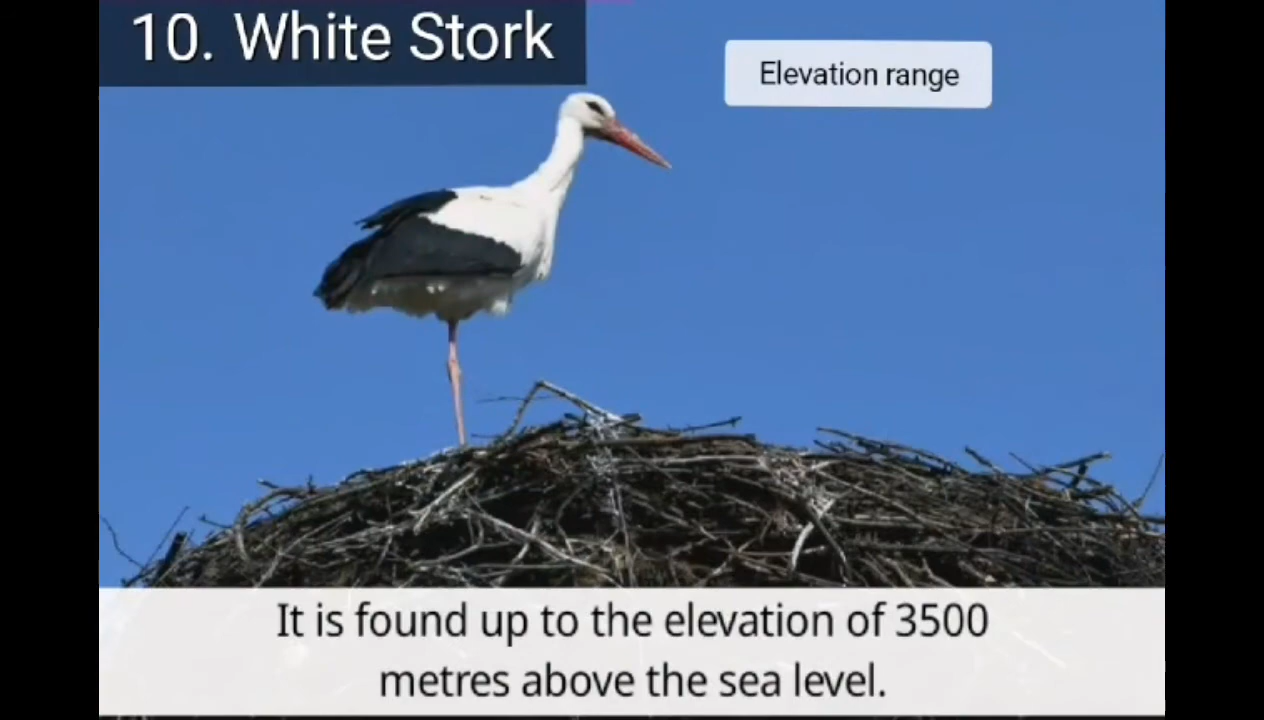 10. White Stork
Elevation range
It is found up to the elevation of 3500
metres above the sea level.